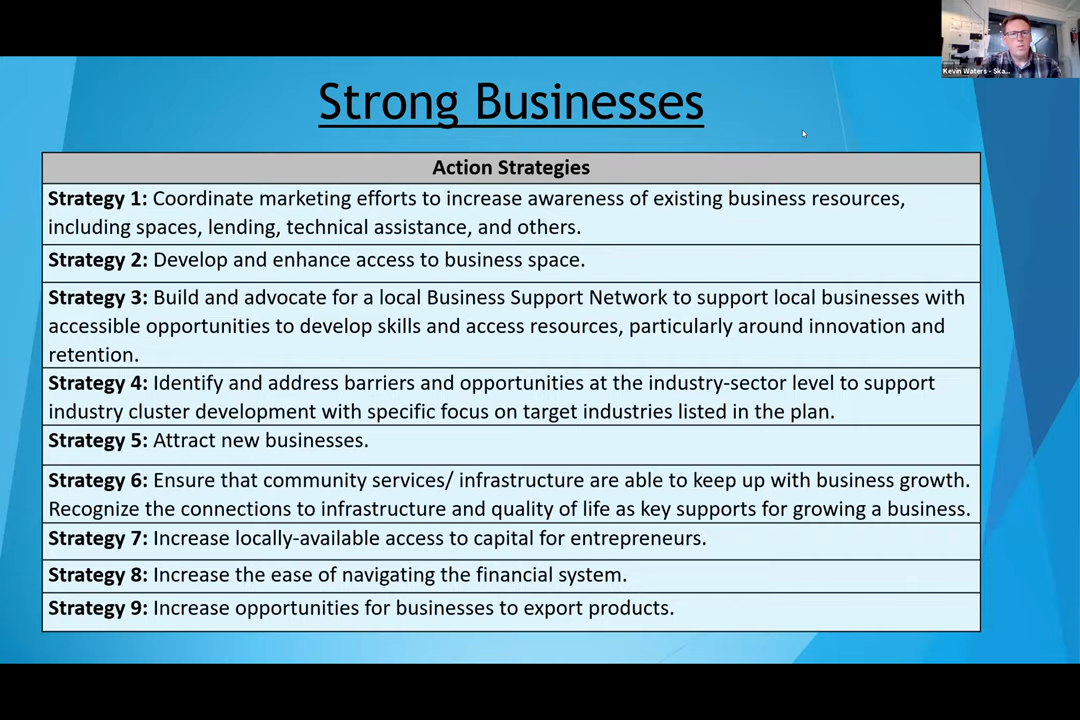 Kevin Waters - Ska...
Strong Businesses
Action Strategies
Strategy 1: Coordinate marketing efforts to increase awareness of existing business resources,
including spaces, lending, technical assistance, and others.
Strategy 2: Develop and enhance access to business space.
Strategy 3: Build and advocate for a local Business Support Network to support local businesses with
accessible opportunities to develop skills and access resources, particularly around innovation and
retention.
Strategy 4: Identify and address barriers and opportunities at the industry-sector level to support
industry cluster development with specific focus on target industries listed in the plan.
Strategy 5: Attract new businesses.
Strategy 6: Ensure that community services/ infrastructure are able to keep up with business growth.
Recognize the connections to infrastructure and quality of life as key supports for growing a business.
Strategy 7: Increase locally-available access to capital for entrepreneurs.
Strategy 8: Increase the ease of navigating the financial system.
Strategy 9: Increase opportunities for businesses to export products.